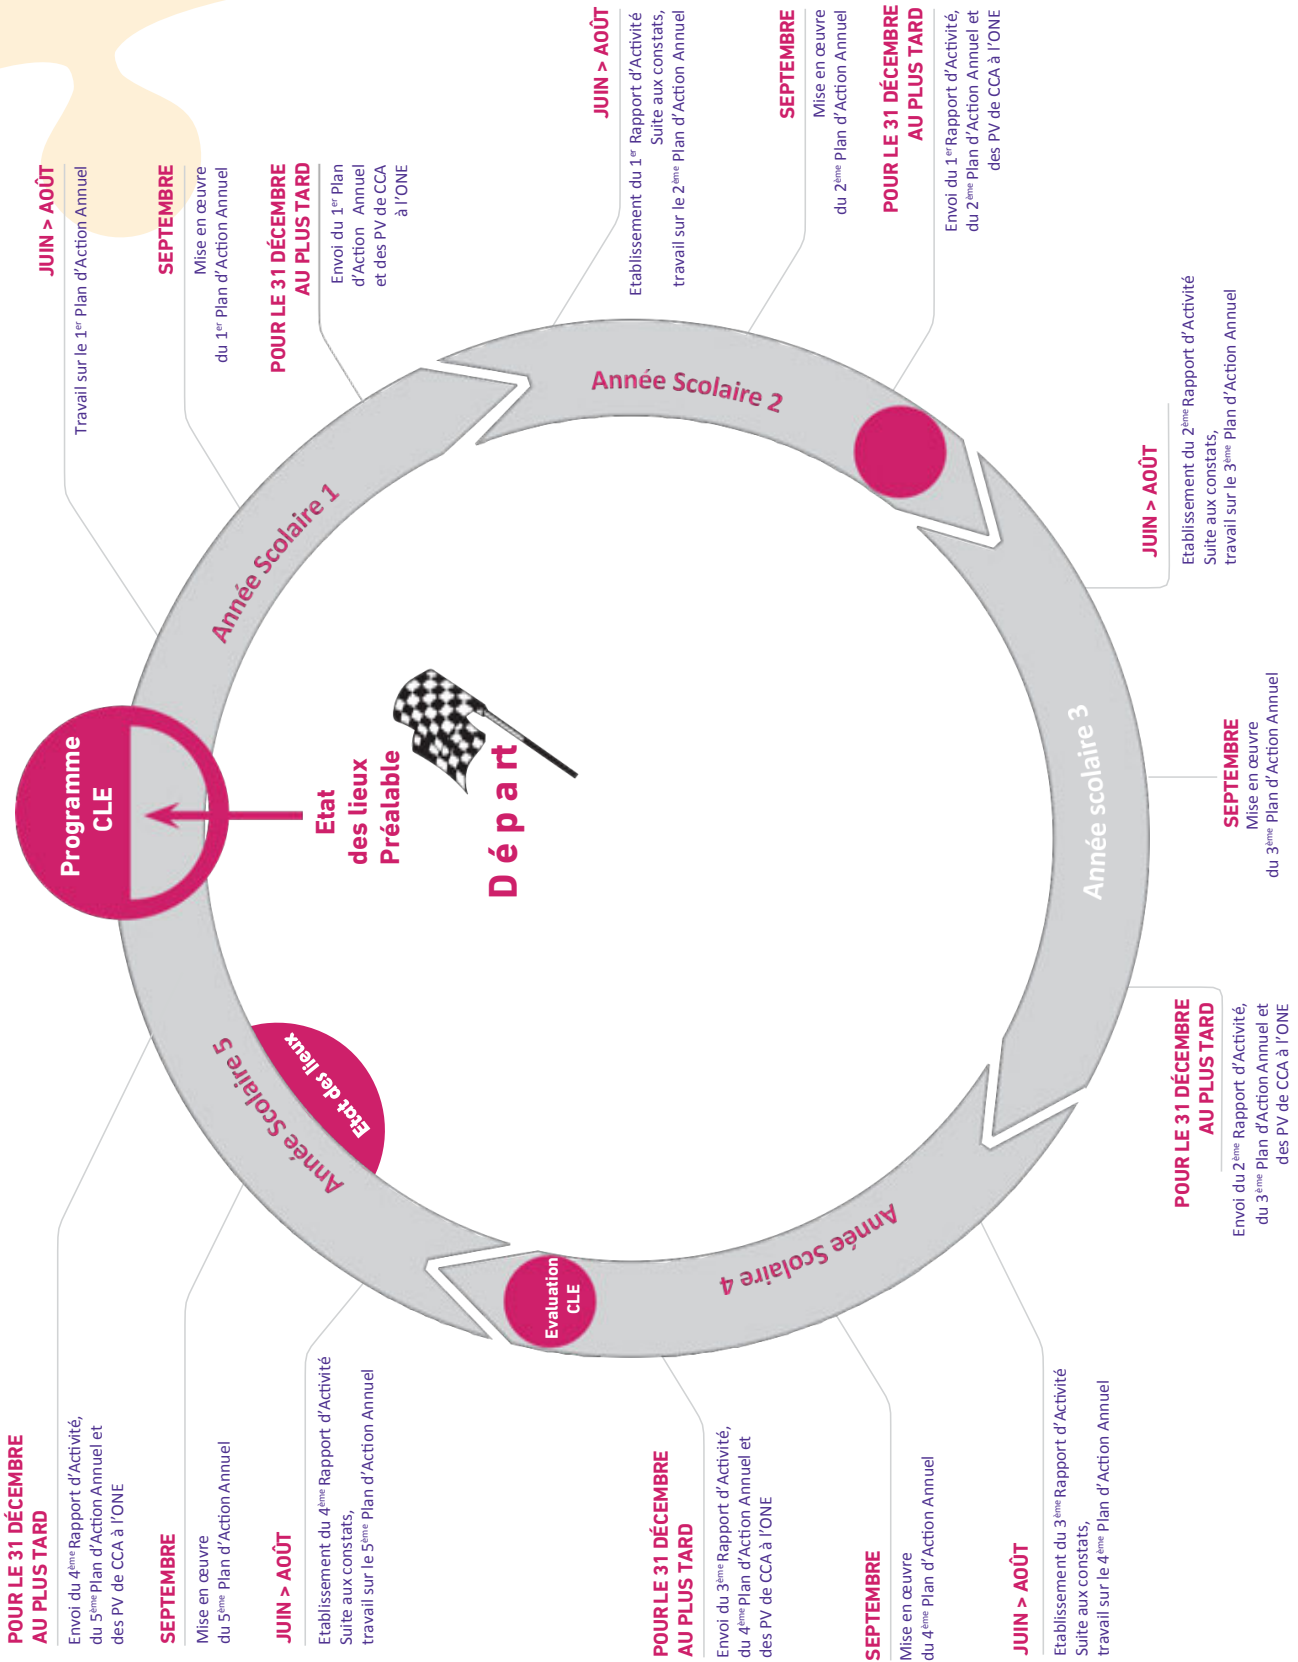 Programme
CLE
Etat
des lieux
Préalable
Départ
Année Scolaire 1
JUIN > AOÛT
Travail sur le 1er Plan d’Action Annuel
SEPTEMBRE
Mise en œuvre
du 1er Plan d’Action Annuel
POUR LE 31 DÉCEMBRE
AU PLUS TARD
Envoi du 1er Plan
d’Action Annuel
et des PV de CCA
à l’ONE
Année Scolaire 2
JUIN > AOÛT
Etablissement du 1er Rapport d’Activité
Suite aux constats,
travail sur le 2ème Plan d’Action Annuel
SEPTEMBRE
Mise en œuvre
du 2ème Plan d’Action Annuel
POUR LE 31 DÉCEMBRE
AU PLUS TARD
Envoi du 1er Rapport d’Activité,
du 2ème Plan d’Action Annuel et
des PV de CCA à l’ONE
Année scolaire 3
JUIN > AOÛT
Etablissement du 2ème Rapport d’Activité
Suite aux constats,
travail sur le 3ème Plan d’Action Annuel
SEPTEMBRE
Mise en œuvre
du 3ème Plan d’Action Annuel
POUR LE 31 DÉCEMBRE
AU PLUS TARD
Envoi du 2ème Rapport d’Activité,
du 3ème Plan d’Action Annuel et
des PV de CCA à l’ONE
Année Scolaire 4
JUIN > AOÛT
Etablissement du 3ème Rapport d’Activité
Suite aux constats,
travail sur le 4ème Plan d’Action Annuel
SEPTEMBRE
Mise en œuvre
du 4ème Plan d’Action Annuel
POUR LE 31 DÉCEMBRE
AU PLUS TARD
Envoi du 3ème Rapport d’Activité,
du 4ème Plan d’Action Annuel et
des PV de CCA à l’ONE
Evaluation
CLE
Année Scolaire 5
Etat des lieux
JUIN > AOÛT
Etablissement du 4ème Rapport d’Activité
Suite aux constats,
travail sur le 5ème Plan d’Action Annuel
SEPTEMBRE
Mise en œuvre
du 5ème Plan d’Action Annuel
POUR LE 31 DÉCEMBRE
AU PLUS TARD
Envoi du 4ème Rapport d’Activité,
du 5ème Plan d’Action Annuel et
des PV de CCA à l’ONE